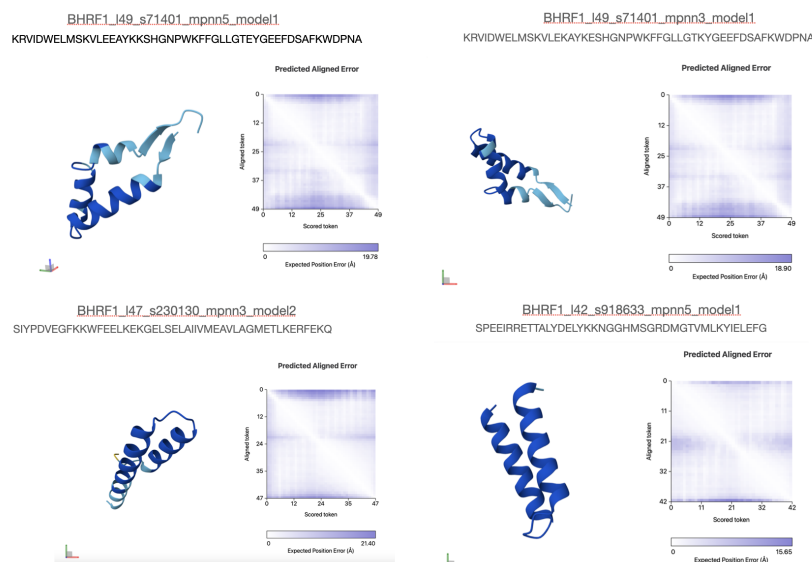 BHRF1_l49_s71401_mpnn5_model1
KRVIDWELMSKVLEEAYKKSHGNPWKFFGLLGTEYGEEFDSAFKWDPNA
Predicted Aligned Error
0
12
24
37
49
Aligned token
0 12 24 37 49
Scored token
0 19.78
Expected Position Error (Å)
BHRF1_l49_s71401_mpnn3_model1
KRVIDWELMSKVLEKAYKESHGNPWKFFGLLGTKYGEEFDSAFKWDPNA
Predicted Aligned Error
0
12
24
37
49
Aligned token
0 12 24 37 49
Scored token
0 18.90
Expected Position Error (Å)
BHRF1_l47_s230130_mpnn3_model2
SIYPDVEGFKKWFEELKEKGELSELAIIVMEAVLAGMETLKERFEKQ
Predicted Aligned Error
0
12
24
35
47
Aligned token
0 12 24 35 47
Scored token
0 21.40
Expected Position Error (Å)
BHRF1_l42_s918633_mpnn5_model1
SPEEIRRETTALYDELYKKNGGHMSGRDMGTVMLKYIELEFG
Predicted Aligned Error
0
11
21
32
42
Aligned token
0 11 21 32 42
Scored token
0 15.65
Expected Position Error (Å)